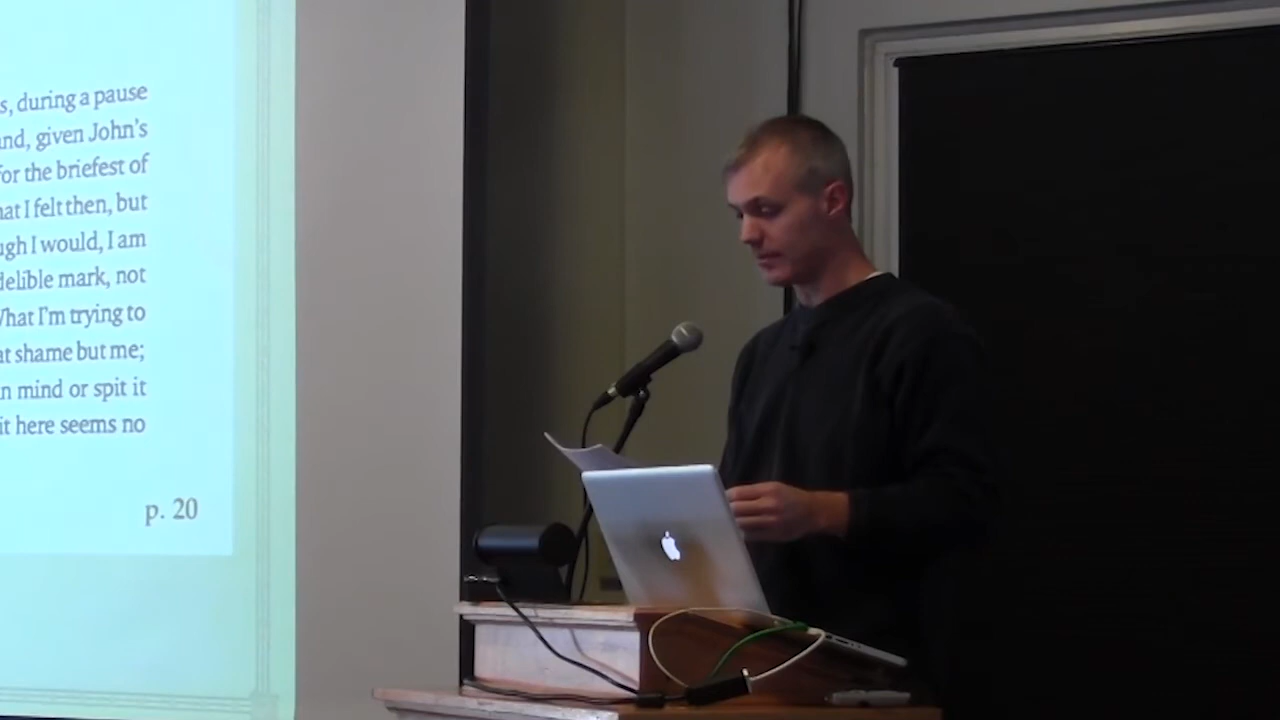 s, during a pause
and, given John's
for the briefest of
hat I felt then, but
ugh I would, I am
delible mark, not
What I'm trying to
at shame but me;
n mind or spit it
it here seems no
p. 20